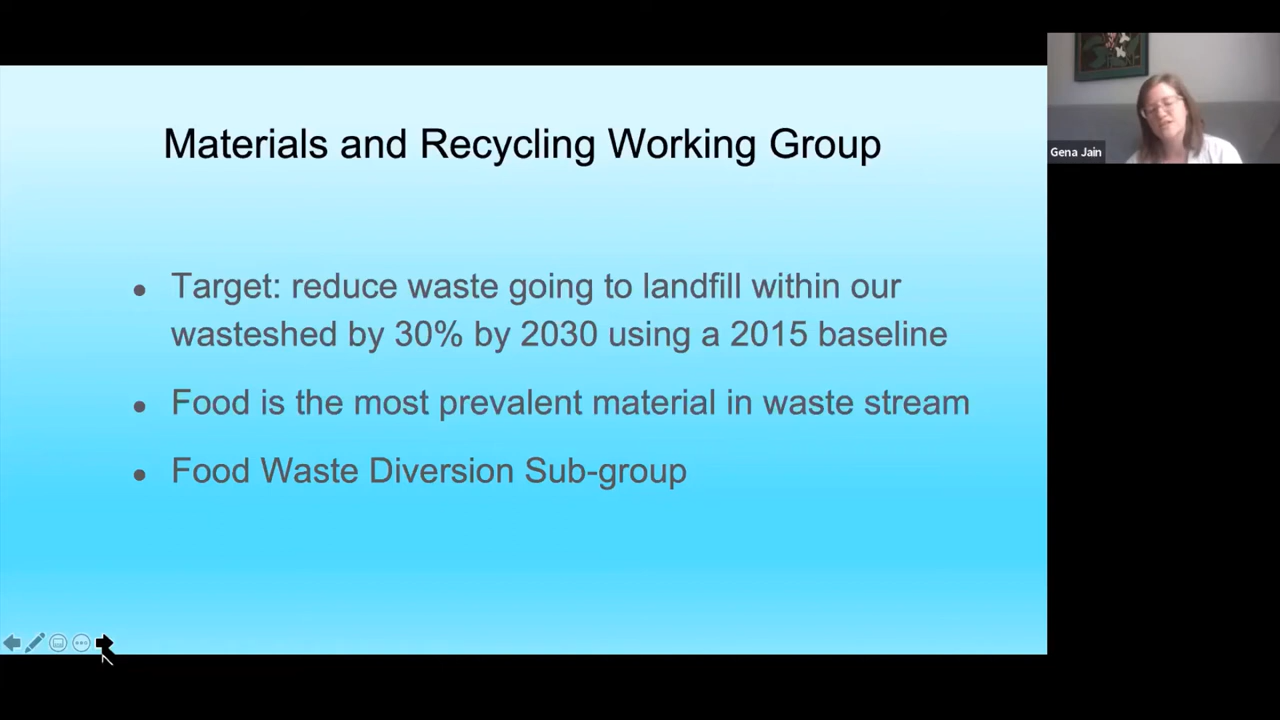 Materials and Recycling Working Group
Gena Jain
● Target: reduce waste going to landfill within our
wasteshed by 30% by 2030 using a 2015 baseline
● Food is the most prevalent material in waste stream
● Food Waste Diversion Sub-group